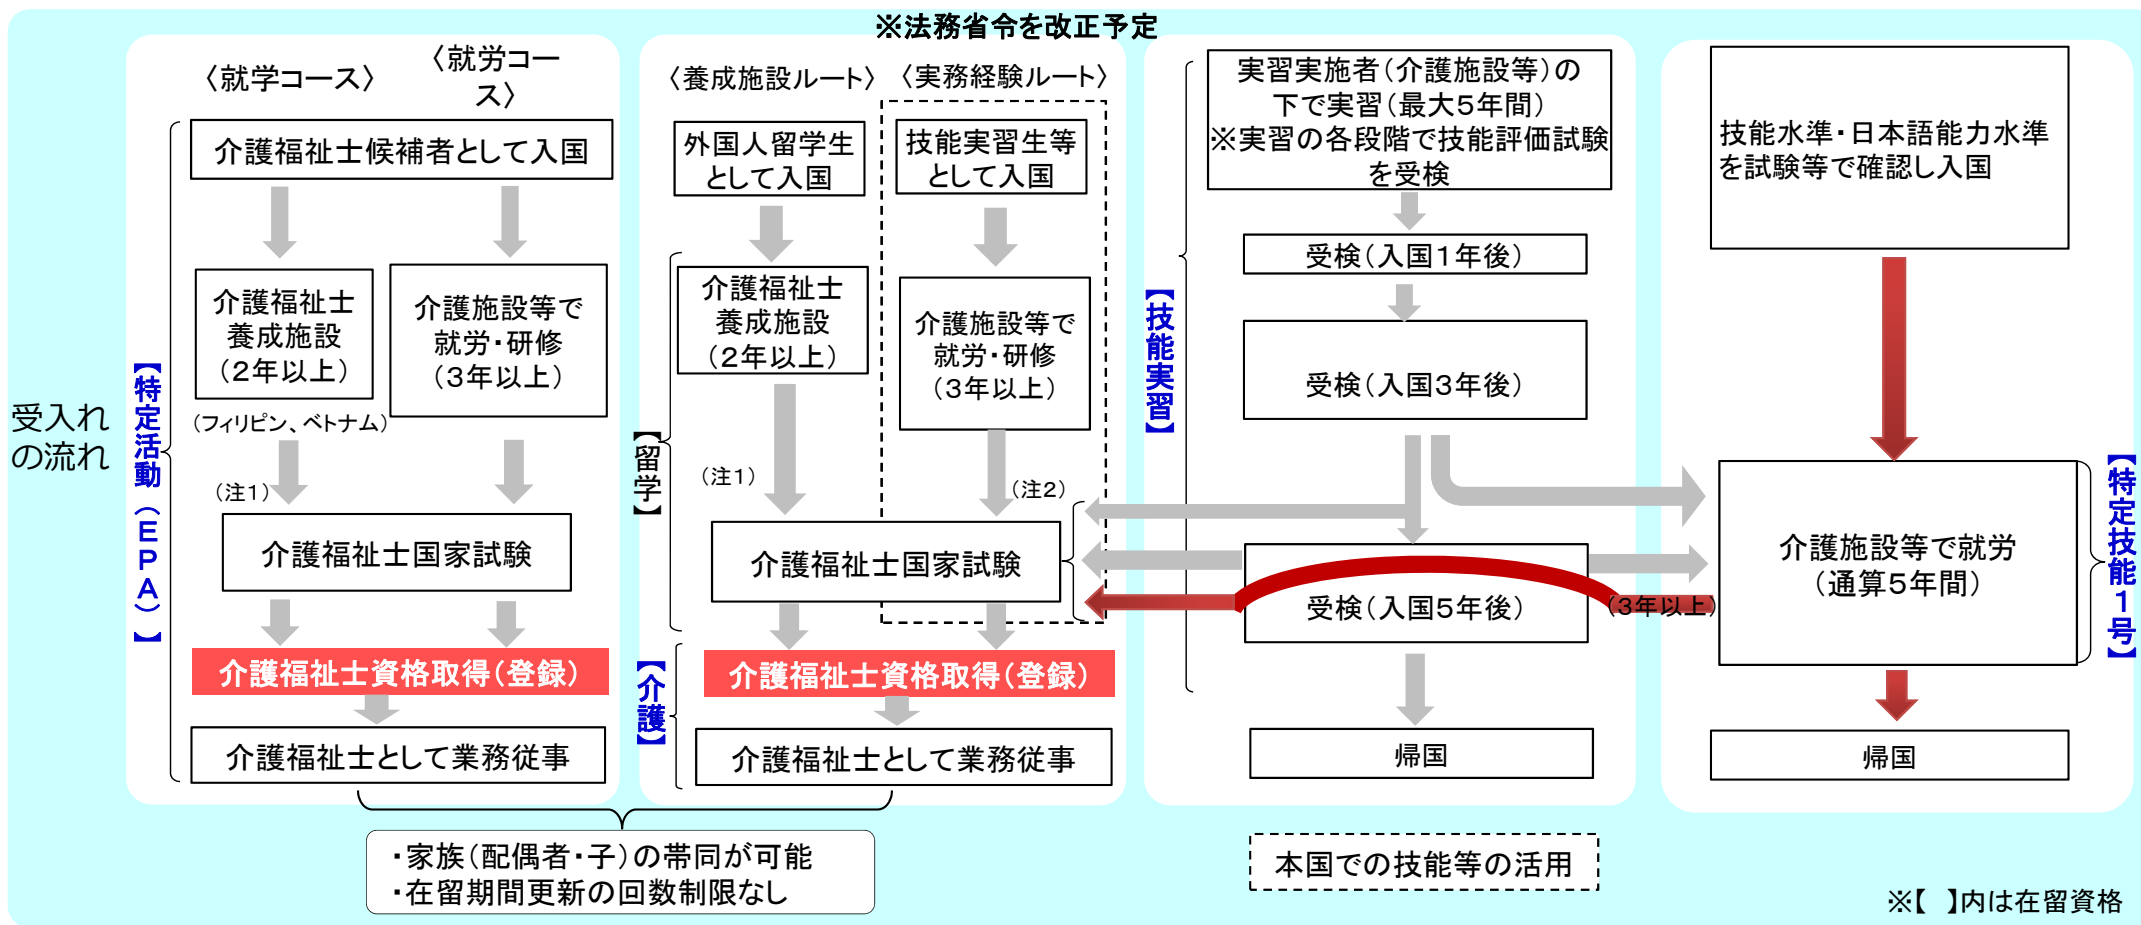 ※法務省令を改正予定
受入れ
の流れ
【特定活動（ＥＰＡ）】
〈就学コース〉
〈就労コー
ス〉
介護福祉士候補者として入国
介護福祉士
養成施設
（２年以上）
（フィリピン、ベトナム）
介護施設等で
就労・研修
（３年以上）
（注１）
介護福祉士国家試験
介護福祉士資格取得（登録）
介護福祉士として業務従事
〈養成施設ルート〉
〈実務経験ルート〉
【留学】
外国人留学生
として入国
技能実習生等
として入国
介護福祉士
養成施設
（２年以上）
介護施設等で
就労・研修
（３年以上）
（注１）
（注２）
介護福祉士国家試験
【介護】
介護福祉士資格取得（登録）
介護福祉士として業務従事
・家族（配偶者・子）の帯同が可能
・在留期間更新の回数制限なし
【技能実習】
実習実施者（介護施設等）の
下で実習（最大５年間）
※実習の各段階で技能評価試験
を受検
受検（入国１年後）
受検（入国３年後）
受検（入国５年後）
帰国
本国での技能等の活用
技能水準・日本語能力水準
を試験等で確認し入国
【特定技能１号】
介護施設等で就労
（通算５年間）
（３年以上）
帰国
※【　】内は在留資格